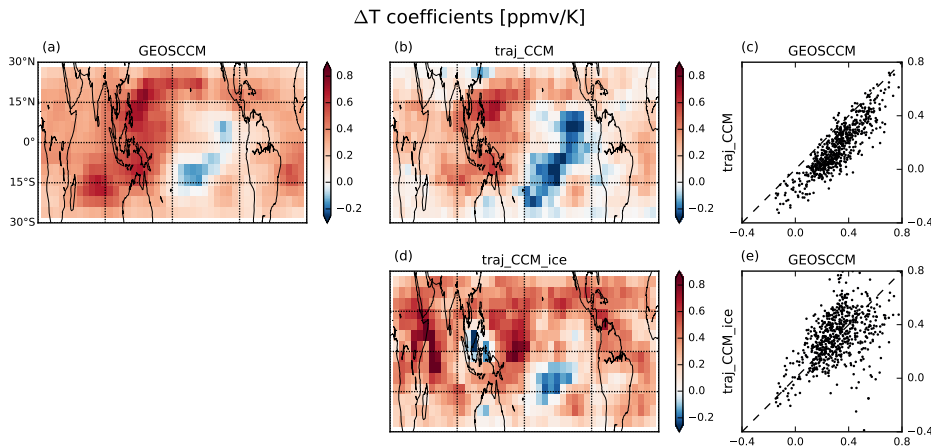 ΔT coefficients [ppmv/K]
(a) GEOSCCM
30°N
15°N
0°
15°S
30°S
0.8
0.6
0.4
0.2
0.0
−0.2
(b) traj_CCM
0.8
0.6
0.4
0.2
0.0
−0.2
(c) GEOSCCM
traj_CCM
0.8
0.4
0.0
−0.4
−0.4 0.0 0.4 0.8
(d) traj_CCM_ice
0.8
0.6
0.4
0.2
0.0
−0.2
(e) GEOSCCM
traj_CCM_ice
0.8
0.4
0.0
−0.4
−0.4 0.0 0.4 0.8